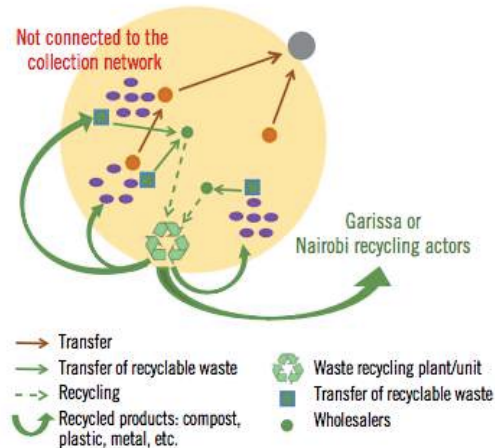 Not connected to the
collection network
Garissa or
Nairobi recycling actors
Transfer
Transfer of recyclable waste
Recycling
Recycled products: compost,
plastic, metal, etc.
Waste recycling plant/unit
Transfer of recyclable waste
Wholesalers